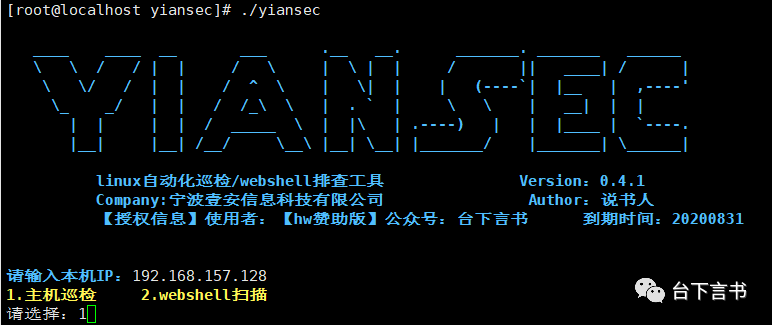 [root@localhost yiansec]# ./yiansec
YIANSEC
linux自动化巡检/webshell排查工具 Version：0.4.1
Company:宁波壹安信息科技有限公司 Author：说书人
【授权信息】使用者：【hw赞助版】公众号：台下言书 到期时间：20200831
请输入本机IP：192.168.157.128
1.主机巡检 2.webshell扫描
请选择：1
台下言书